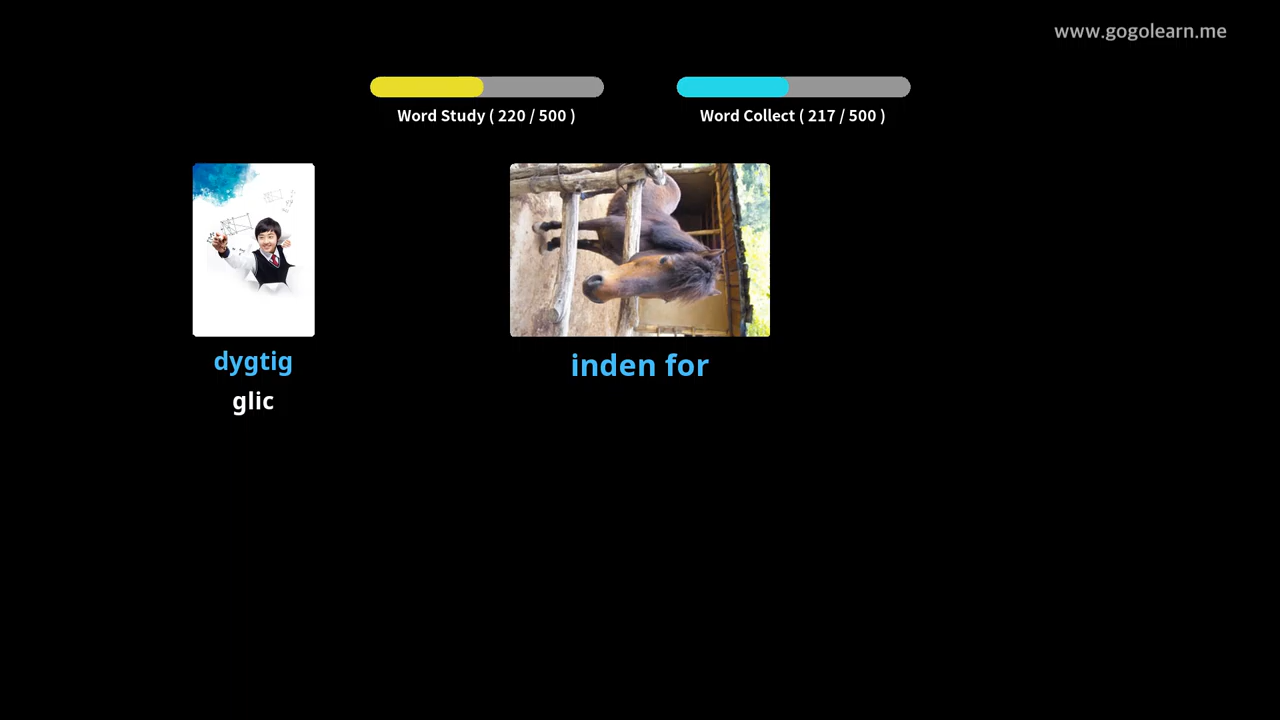 www.gogolearn.me
Word Study ( 220 / 500 )
Word Collect ( 217 / 500 )
dygtig
glic
inden for